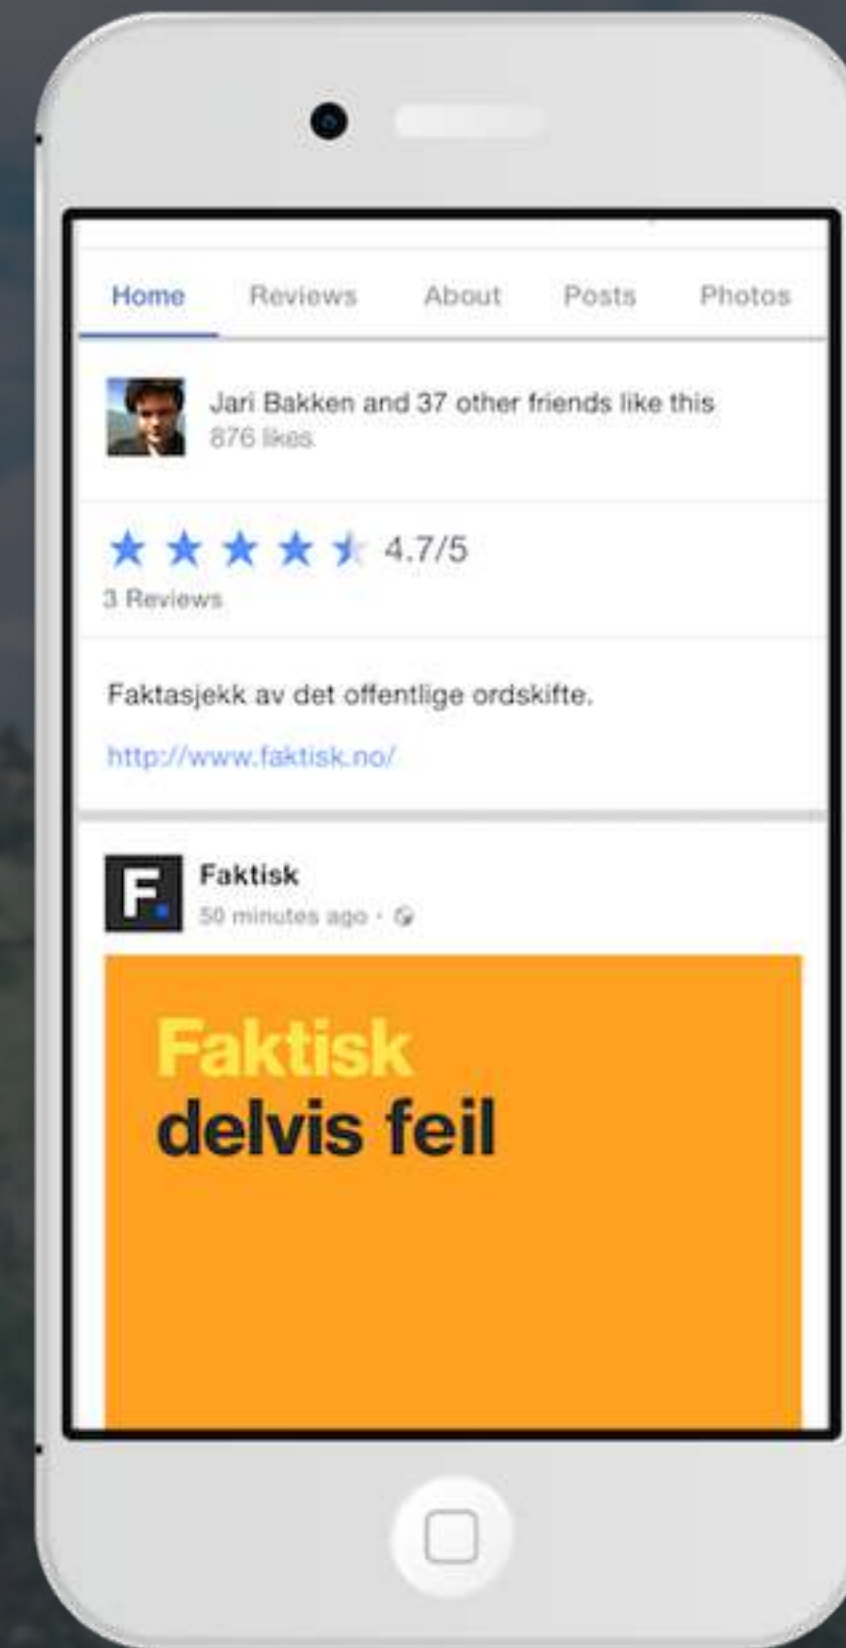 Home Reviews About Posts Photos
Jari Bakken and 37 other friends like this
876 likes
4.7/5
3 Reviews
Faktasjekk av det offentlige ordskifte.
http://www.faktisk.no/
F.
Faktisk
50 minutes ago ·
Faktisk
delvis feil